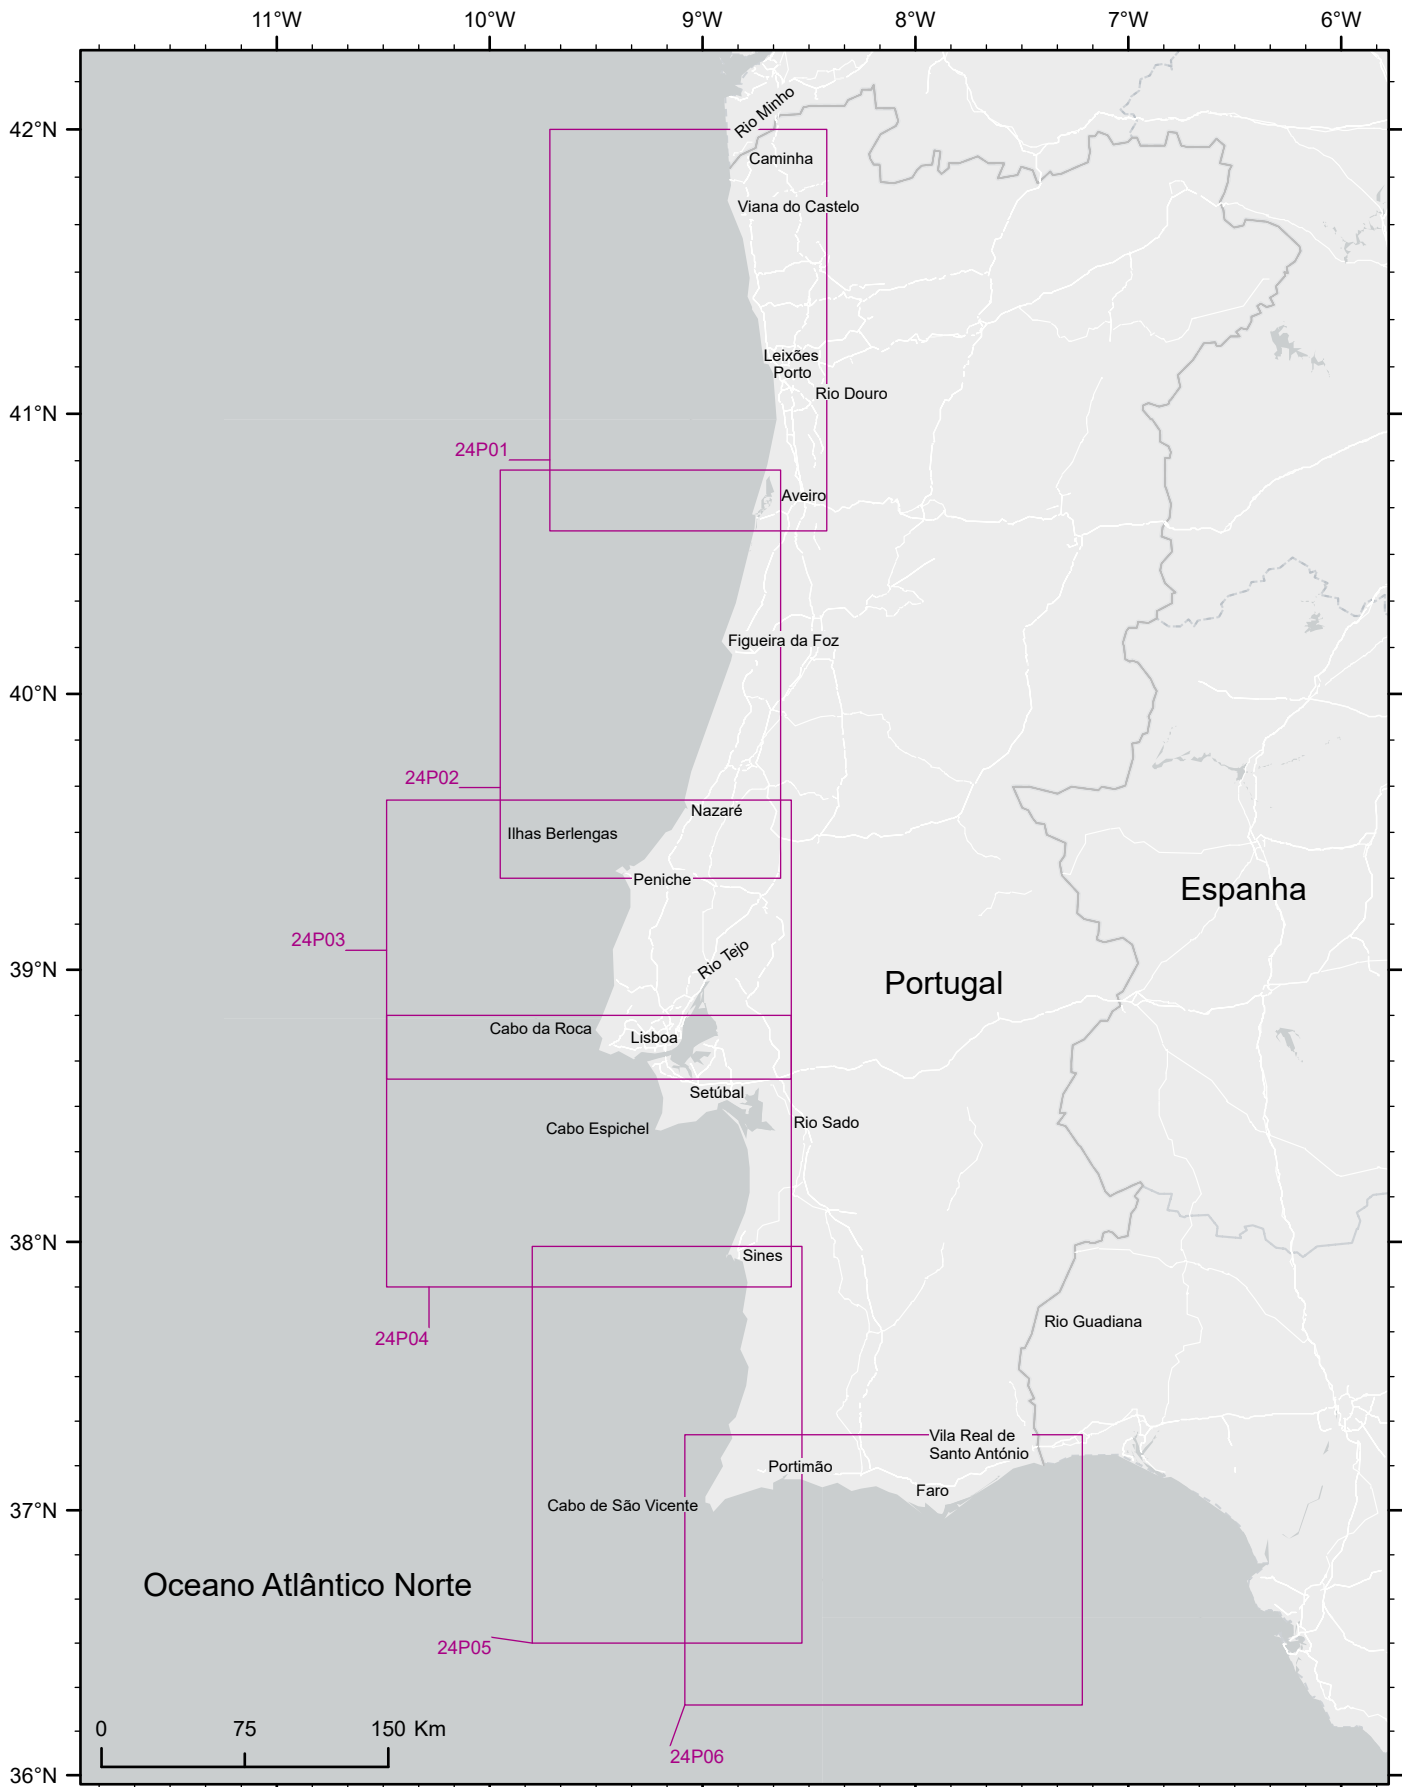 11°W
10°W
9°W
8°W
7°W
6°W
42°N
Rio Minho
Caminha
Viana do Castelo
Leixões
Porto
Rio Douro
41°N
24P01
Aveiro
Figueira da Foz
40°N
24P02
Nazaré
Ilhas Berlengas
Peniche
Espanha
24P03
Rio Tejo
39°N
Portugal
Cabo da Roca
Lisboa
Setúbal
Rio Sado
Cabo Espichel
38°N
Sines
Rio Guadiana
24P04
Vila Real de
Santo António
Portimão
Faro
Cabo de São Vicente
37°N
Oceano Atlântico Norte
24P05
0
75
150 Km
24P06
36°N